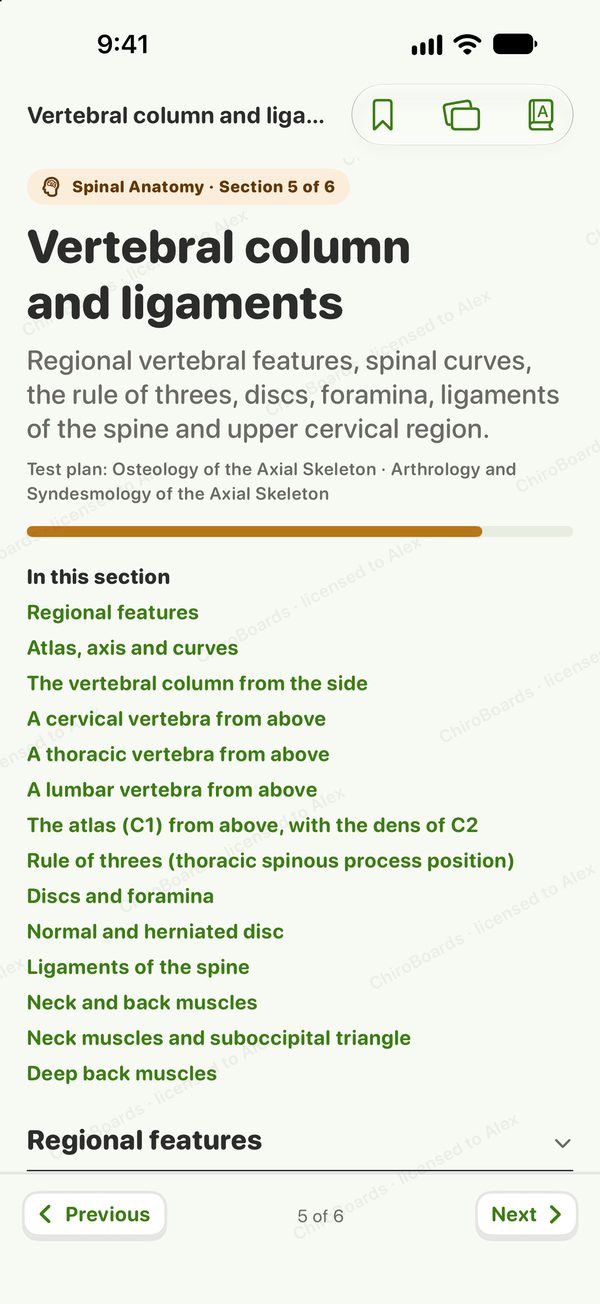 9:41
Vertebral column and liga...
Spinal Anatomy · Section 5 of 6
Vertebral column
and ligaments
Regional vertebral features, spinal curves,
the rule of threes, discs, foramina, ligaments
of the spine and upper cervical region.
Test plan: Osteology of the Axial Skeleton · Arthrology and
Syndesmology of the Axial Skeleton
In this section
Regional features
Atlas, axis and curves
The vertebral column from the side
A cervical vertebra from above
A thoracic vertebra from above
A lumbar vertebra from above
The atlas (C1) from above, with the dens of C2
Rule of threes (thoracic spinous process position)
Discs and foramina
Normal and herniated disc
Ligaments of the spine
Neck and back muscles
Neck muscles and suboccipital triangle
Deep back muscles
Regional features
Previous
5 of 6
Next
ChiroBoards · licensed to Alex